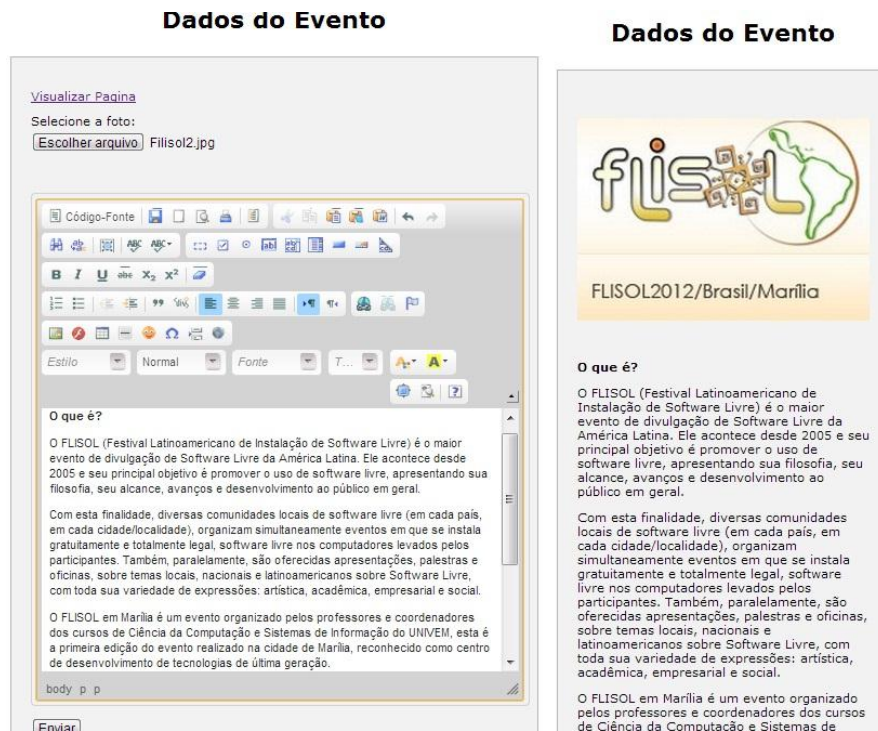 Dados do Evento
Visualizar Pagina
Selecione a foto:
Escolher arquivo Filisol2.jpg
Código-Fonte
ABC ABC
B I U abc X2 X2
Estilo Normal Fonte T... A A
O que é?
O FLISOL (Festival Latinoamericano de Instalação de Software Livre) é o maior
evento de divulgação de Software Livre da América Latina. Ele acontece desde
2005 e seu principal objetivo é promover o uso de software livre, apresentando sua
filosofia, seu alcance, avanços e desenvolvimento ao público em geral.
Com esta finalidade, diversas comunidades locais de software livre (em cada país,
em cada cidade/localidade), organizam simultaneamente eventos em que se instala
gratuitamente e totalmente legal, software livre nos computadores levados pelos
participantes. Também, paralelamente, são oferecidas apresentações, palestras e
oficinas, sobre temas locais, nacionais e latinoamericanos sobre Software Livre,
com toda sua variedade de expressões: artística, acadêmica, empresarial e social.
O FLISOL em Marília é um evento organizado pelos professores e coordenadores
dos cursos de Ciência da Computação e Sistemas de Informação do UNIVEM, esta é
a primeira edição do evento realizado na cidade de Marília, reconhecido como centro
de desenvolvimento de tecnologias de última geração.
body p p
Enviar
Dados do Evento
flisol
FLISOL2012/Brasil/Marília
O que é?
O FLISOL (Festival Latinoamericano de
Instalação de Software Livre) é o maior
evento de divulgação de Software Livre da
América Latina. Ele acontece desde 2005 e seu
principal objetivo é promover o uso de
software livre, apresentando sua filosofia, seu
alcance, avanços e desenvolvimento ao
público em geral.
Com esta finalidade, diversas comunidades
locais de software livre (em cada país, em
cada cidade/localidade), organizam
simultaneamente eventos em que se instala
gratuitamente e totalmente legal, software
livre nos computadores levados pelos
participantes. Também, paralelamente, são
oferecidas apresentações, palestras e oficinas,
sobre temas locais, nacionais e
latinoamericanos sobre Software Livre, com
toda sua variedade de expressões: artística,
acadêmica, empresarial e social.
O FLISOL em Marília é um evento organizado
pelos professores e coordenadores dos cursos
de Ciência da Computação e Sistemas de